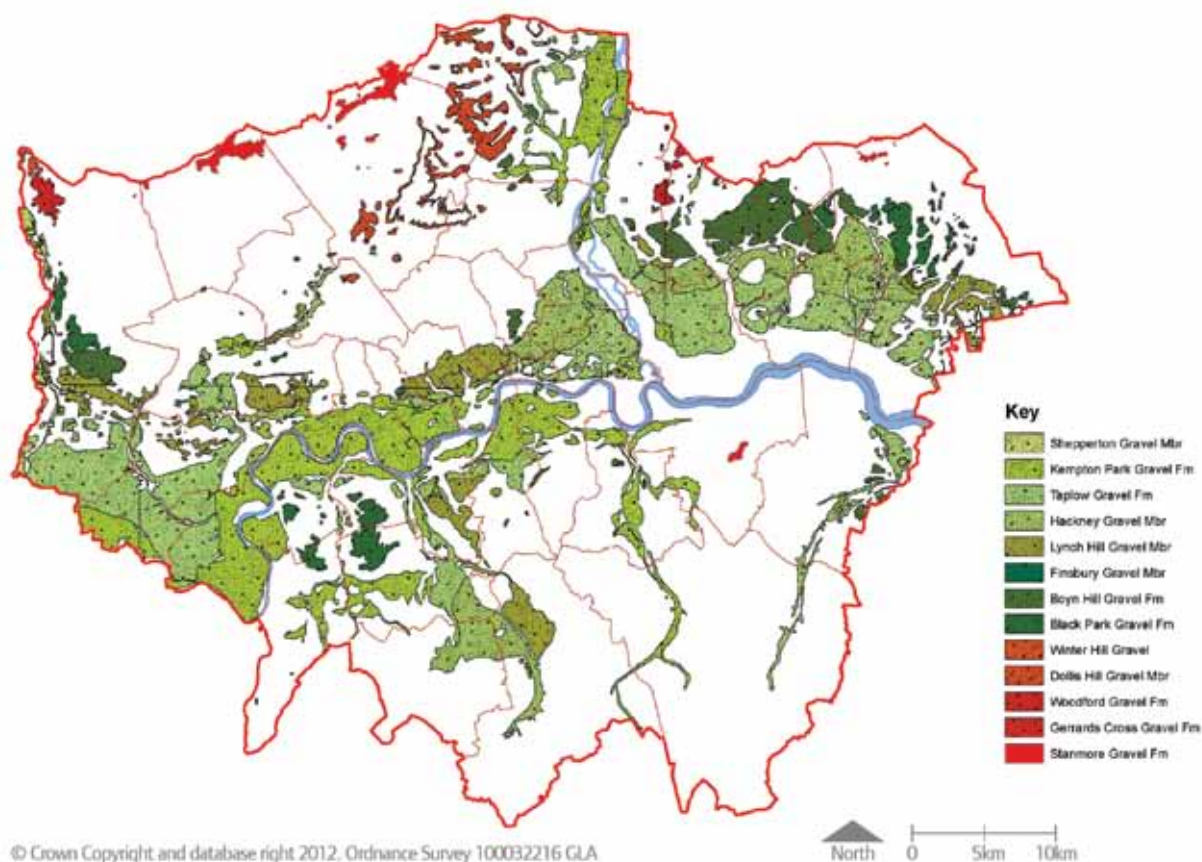 Key
Shepperton Gravel Mbr
Kempton Park Gravel Fm
Taplow Gravel Fm
Hackney Gravel Mbr
Lynch Hill Gravel Mbr
Finsbury Gravel Mbr
Boyn Hill Gravel Fm
Black Park Gravel Fm
Winter Hill Gravel
Dollis Hill Gravel Mbr
Woodford Gravel Fm
Gerrards Cross Gravel Fm
Stanmore Gravel Fm
© Crown Copyright and database right 2012. Ordnance Survey 100032216 GLA
North 0 5km 10km